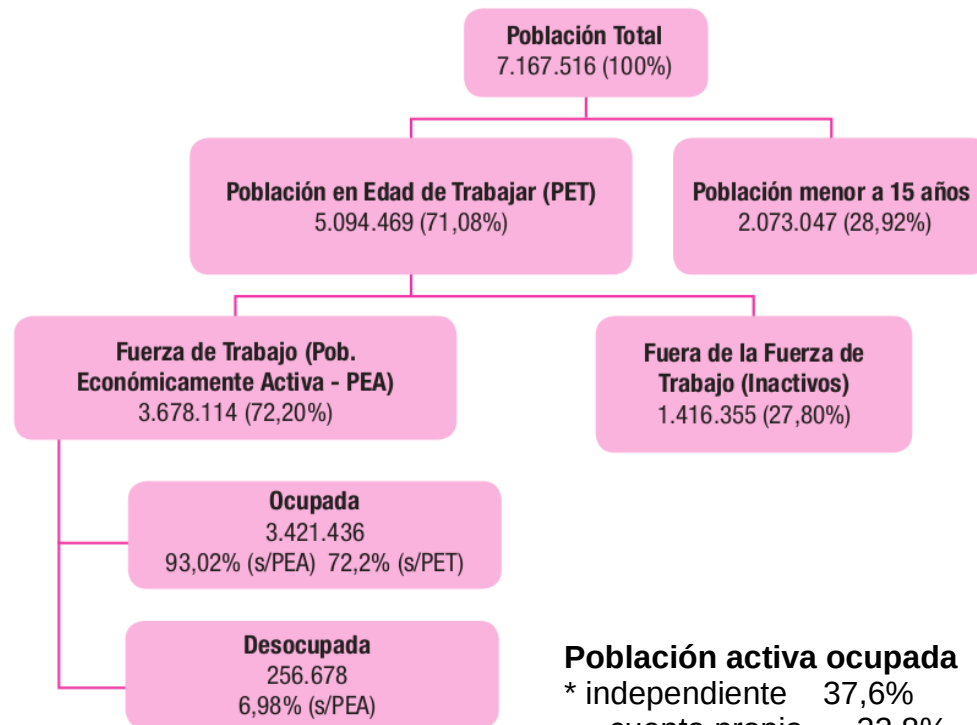 Población Total
7.167.516 (100%)
Población en Edad de Trabajar (PET)
5.094.469 (71,08%)
Población menor a 15 años
2.073.047 (28,92%)
Fuerza de Trabajo (Pob.
Económicamente Activa - PEA)
3.678.114 (72,20%)
Fuera de la Fuerza de
Trabajo (Inactivos)
1.416.355 (27,80%)
Ocupada
3.421.436
93,02% (s/PEA) 72,2% (s/PET)
Desocupada
256.678
6,98% (s/PEA)
Población activa ocupada
* independiente 37,6%
cuenta propia